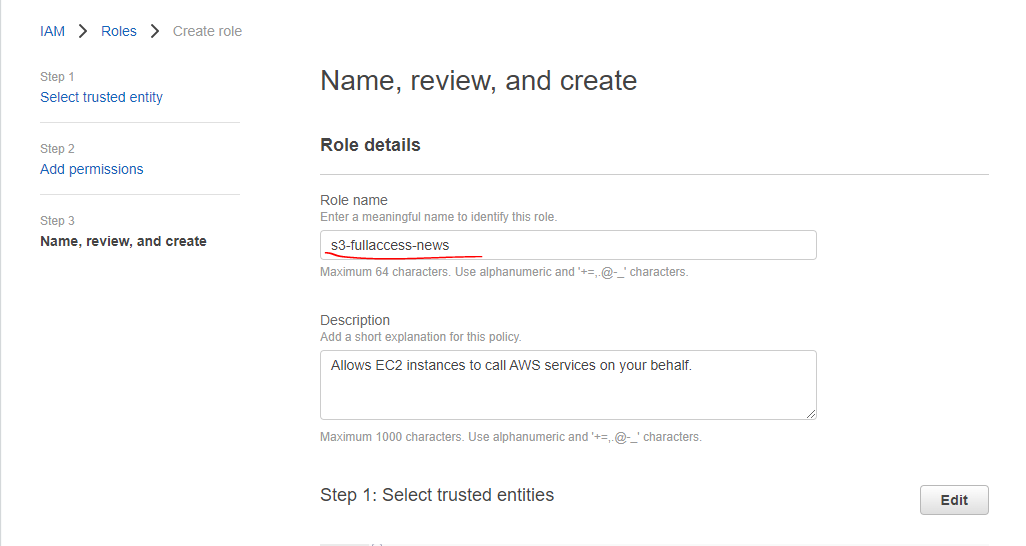 IAM > Roles > Create role
Step 1
Select trusted entity
Step 2
Add permissions
Step 3
Name, review, and create
Name, review, and create
Role details
Role name
Enter a meaningful name to identify this role.
s3-fullaccess-news
Maximum 64 characters. Use alphanumeric and '+=,.@-_' characters.
Description
Add a short explanation for this policy.
Allows EC2 instances to call AWS services on your behalf.
Maximum 1000 characters. Use alphanumeric and '+=,.@-_' characters.
Step 1: Select trusted entities
Edit